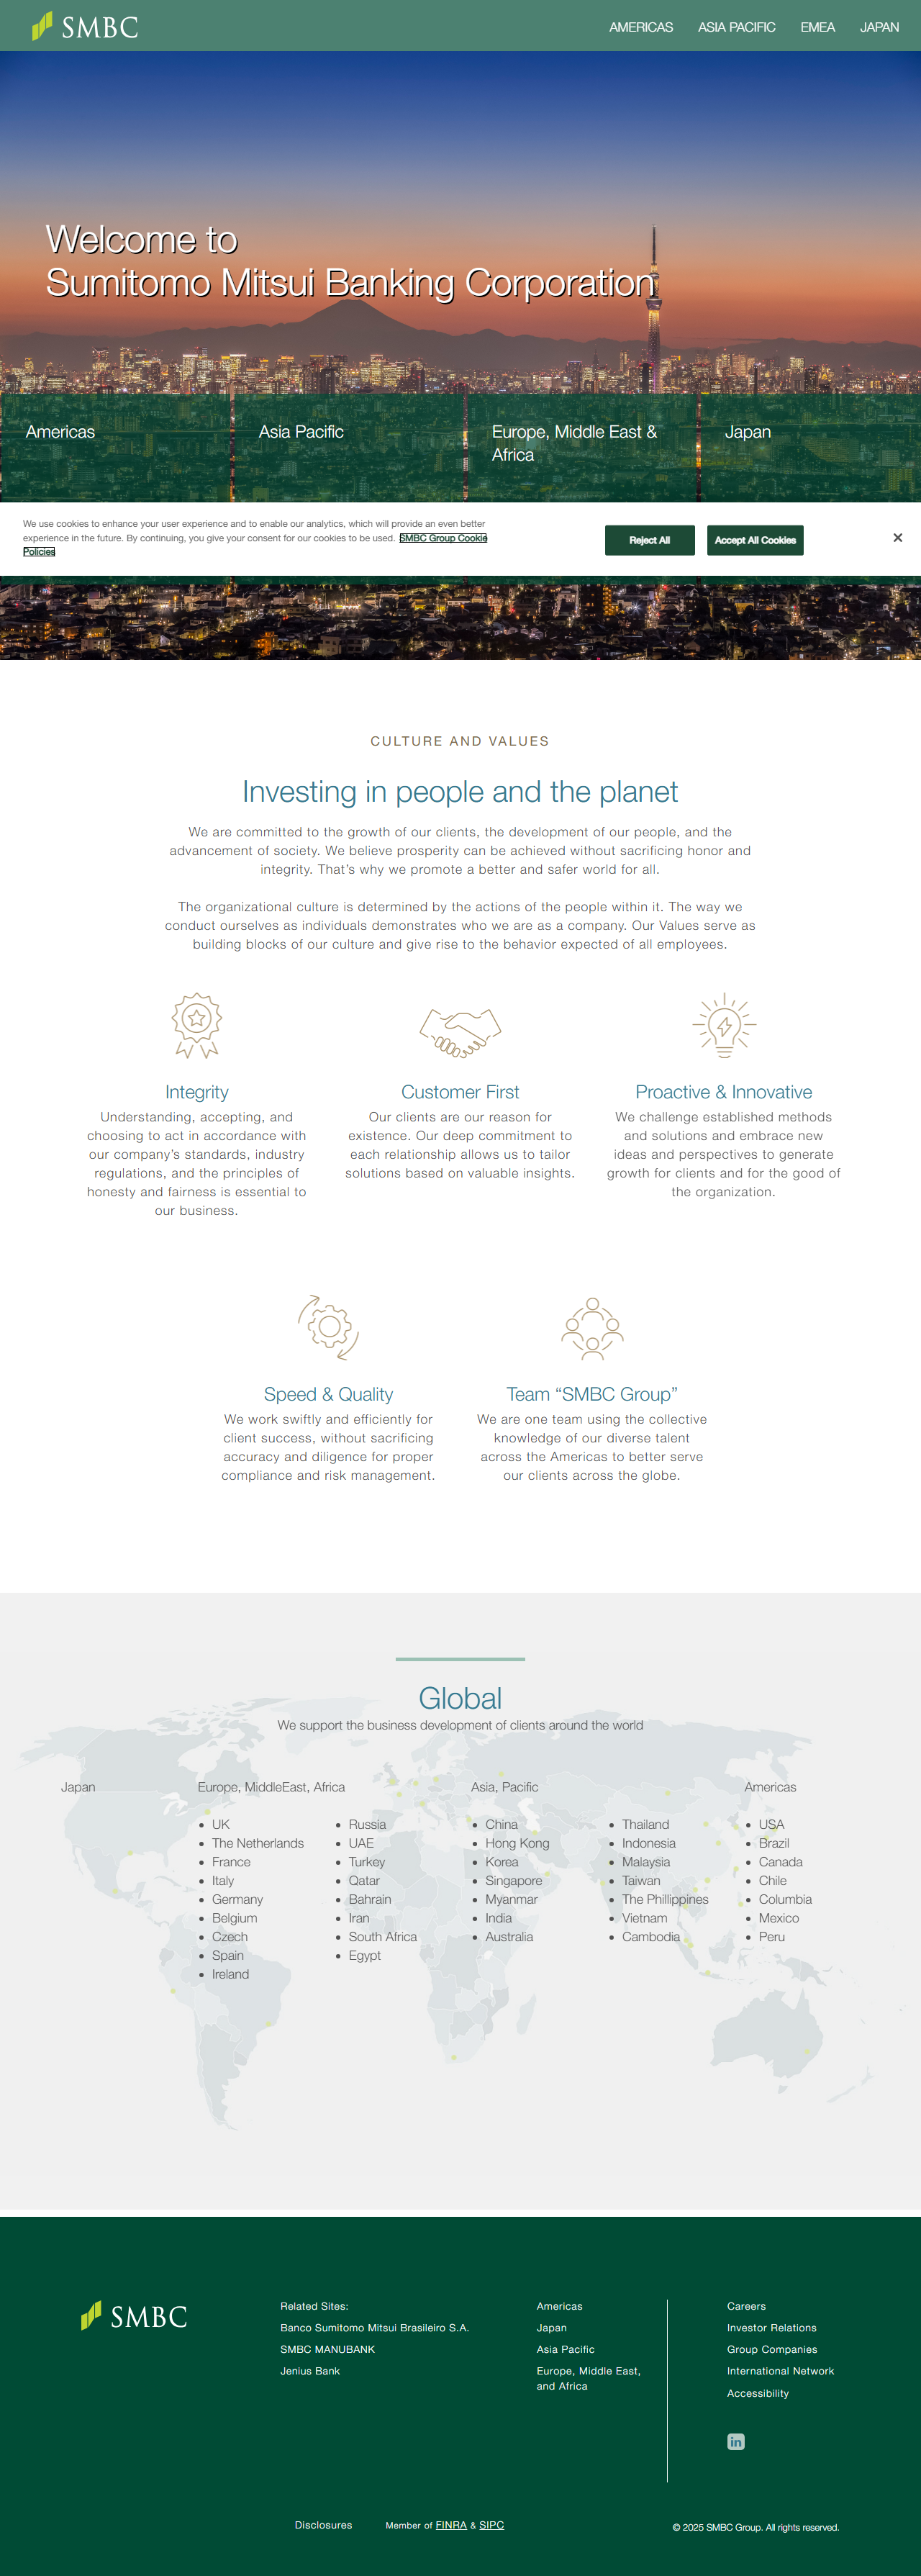 SMBC
AMERICAS
ASIA PACIFIC
EMEA
JAPAN
Welcome to
Sumitomo Mitsui Banking Corporation
Americas
Asia Pacific
Europe, Middle East &
Africa
Japan
We use cookies to enhance your user experience and to enable our analytics, which will provide an even better
experience in the future. By continuing, you give your consent for our cookies to be used. SMBC Group Cookie
Policies
Reject All
Accept All Cookies
CULTURE AND VALUES
Investing in people and the planet
We are committed to the growth of our clients, the development of our people, and the
advancement of society. We believe prosperity can be achieved without sacrificing honor and
integrity. That’s why we promote a better and safer world for all.
The organizational culture is determined by the actions of the people within it. The way we
conduct ourselves as individuals demonstrates who we are as a company. Our Values serve as
building blocks of our culture and give rise to the behavior expected of all employees.
Integrity
Understanding, accepting, and
choosing to act in accordance with
our company’s standards, industry
regulations, and the principles of
honesty and fairness is essential to
our business.
Customer First
Our clients are our reason for
existence. Our deep commitment to
each relationship allows us to tailor
solutions based on valuable insights.
Proactive & Innovative
We challenge established methods
and solutions and embrace new
ideas and perspectives to generate
growth for clients and for the good of
the organization.
Speed & Quality
We work swiftly and efficiently for
client success, without sacrificing
accuracy and diligence for proper
compliance and risk management.
Team “SMBC Group”
We are one team using the collective
knowledge of our diverse talent
across the Americas to better serve
our clients across the globe.
Global
We support the business development of clients around the world
Japan
Europe, MiddleEast, Africa
• UK
• The Netherlands
• France
• Italy
• Germany
• Belgium
• Czech
• Spain
• Ireland
• Russia
• UAE
• Turkey
• Qatar
• Bahrain
• Iran
• South Africa
• Egypt
Asia, Pacific
• China
• Hong Kong
• Korea
• Singapore
• Myanmar
• India
• Australia
• Thailand
• Indonesia
• Malaysia
• Taiwan
• The Phillippines
• Vietnam
• Cambodia
Americas
• USA
• Brazil
• Canada
• Chile
• Columbia
• Mexico
• Peru
SMBC
Related Sites:
Banco Sumitomo Mitsui Brasileiro S.A.
SMBC MANUBANK
Jenius Bank
Americas
Japan
Asia Pacific
Europe, Middle East,
and Africa
Careers
Investor Relations
Group Companies
International Network
Accessibility
in
Disclosures
Member of FINRA & SIPC
© 2025 SMBC Group. All rights reserved.